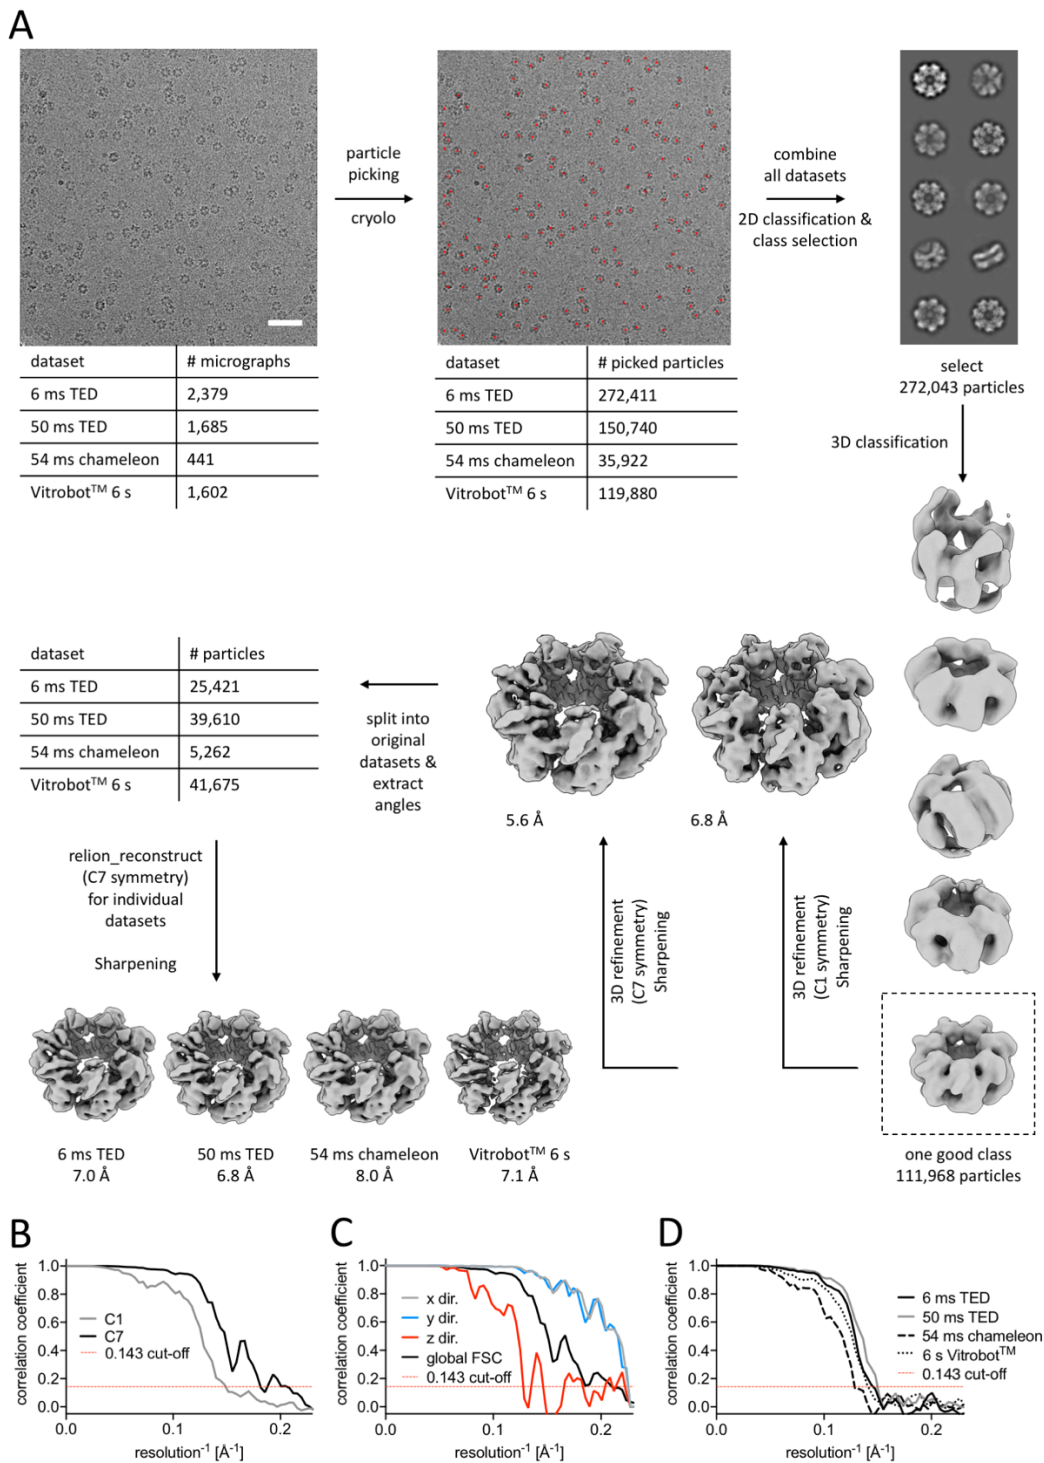 A
particle
picking
cryolo
combine
all datasets
2D classification &
class selection
dataset # micrographs
6 ms TED 2,379
50 ms TED 1,685
54 ms chameleon 441
Vitrobot™ 6 s 1,602
dataset # picked particles
6 ms TED 272,411
50 ms TED 150,740
54 ms chameleon 35,922
Vitrobot™ 6 s 119,880
select
272,043 particles
3D classification
dataset # particles
6 ms TED 25,421
50 ms TED 39,610
54 ms chameleon 5,262
Vitrobot™ 6 s 41,675
split into
original
datasets &
extract
angles
5.6 Å
6.8 Å
3D refinement
(C7 symmetry)
Sharpening
3D refinement
(C1 symmetry)
Sharpening
relion_reconstruct
(C7 symmetry)
for individual
datasets
Sharpening
6 ms TED
7.0 Å
50 ms TED
6.8 Å
54 ms chameleon
8.0 Å
Vitrobot™ 6 s
7.1 Å
one good class
111,968 particles
B
correlation coefficient
1.0
0.8
0.6
0.4
0.2
0.0
C1
C7
0.143 cut-off
0.0 0.1 0.2
resolution⁻¹ [Å⁻¹]
C
correlation coefficient
1.0
0.8
0.6
0.4
0.2
0.0
x dir.
y dir.
z dir.
global FSC
0.143 cut-off
0.0 0.1 0.2
resolution⁻¹ [Å⁻¹]
D
correlation coefficient
1.0
0.8
0.6
0.4
0.2
0.0
6 ms TED
50 ms TED
54 ms chameleon
6 s Vitrobot™
0.143 cut-off
0.0 0.1 0.2
resolution⁻¹ [Å⁻¹]